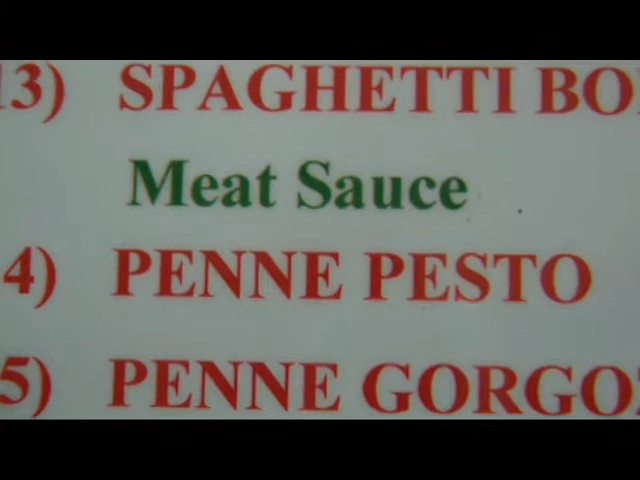 13) SPAGHETTI BO
Meat Sauce
4) PENNE PESTO
5) PENNE GORGO